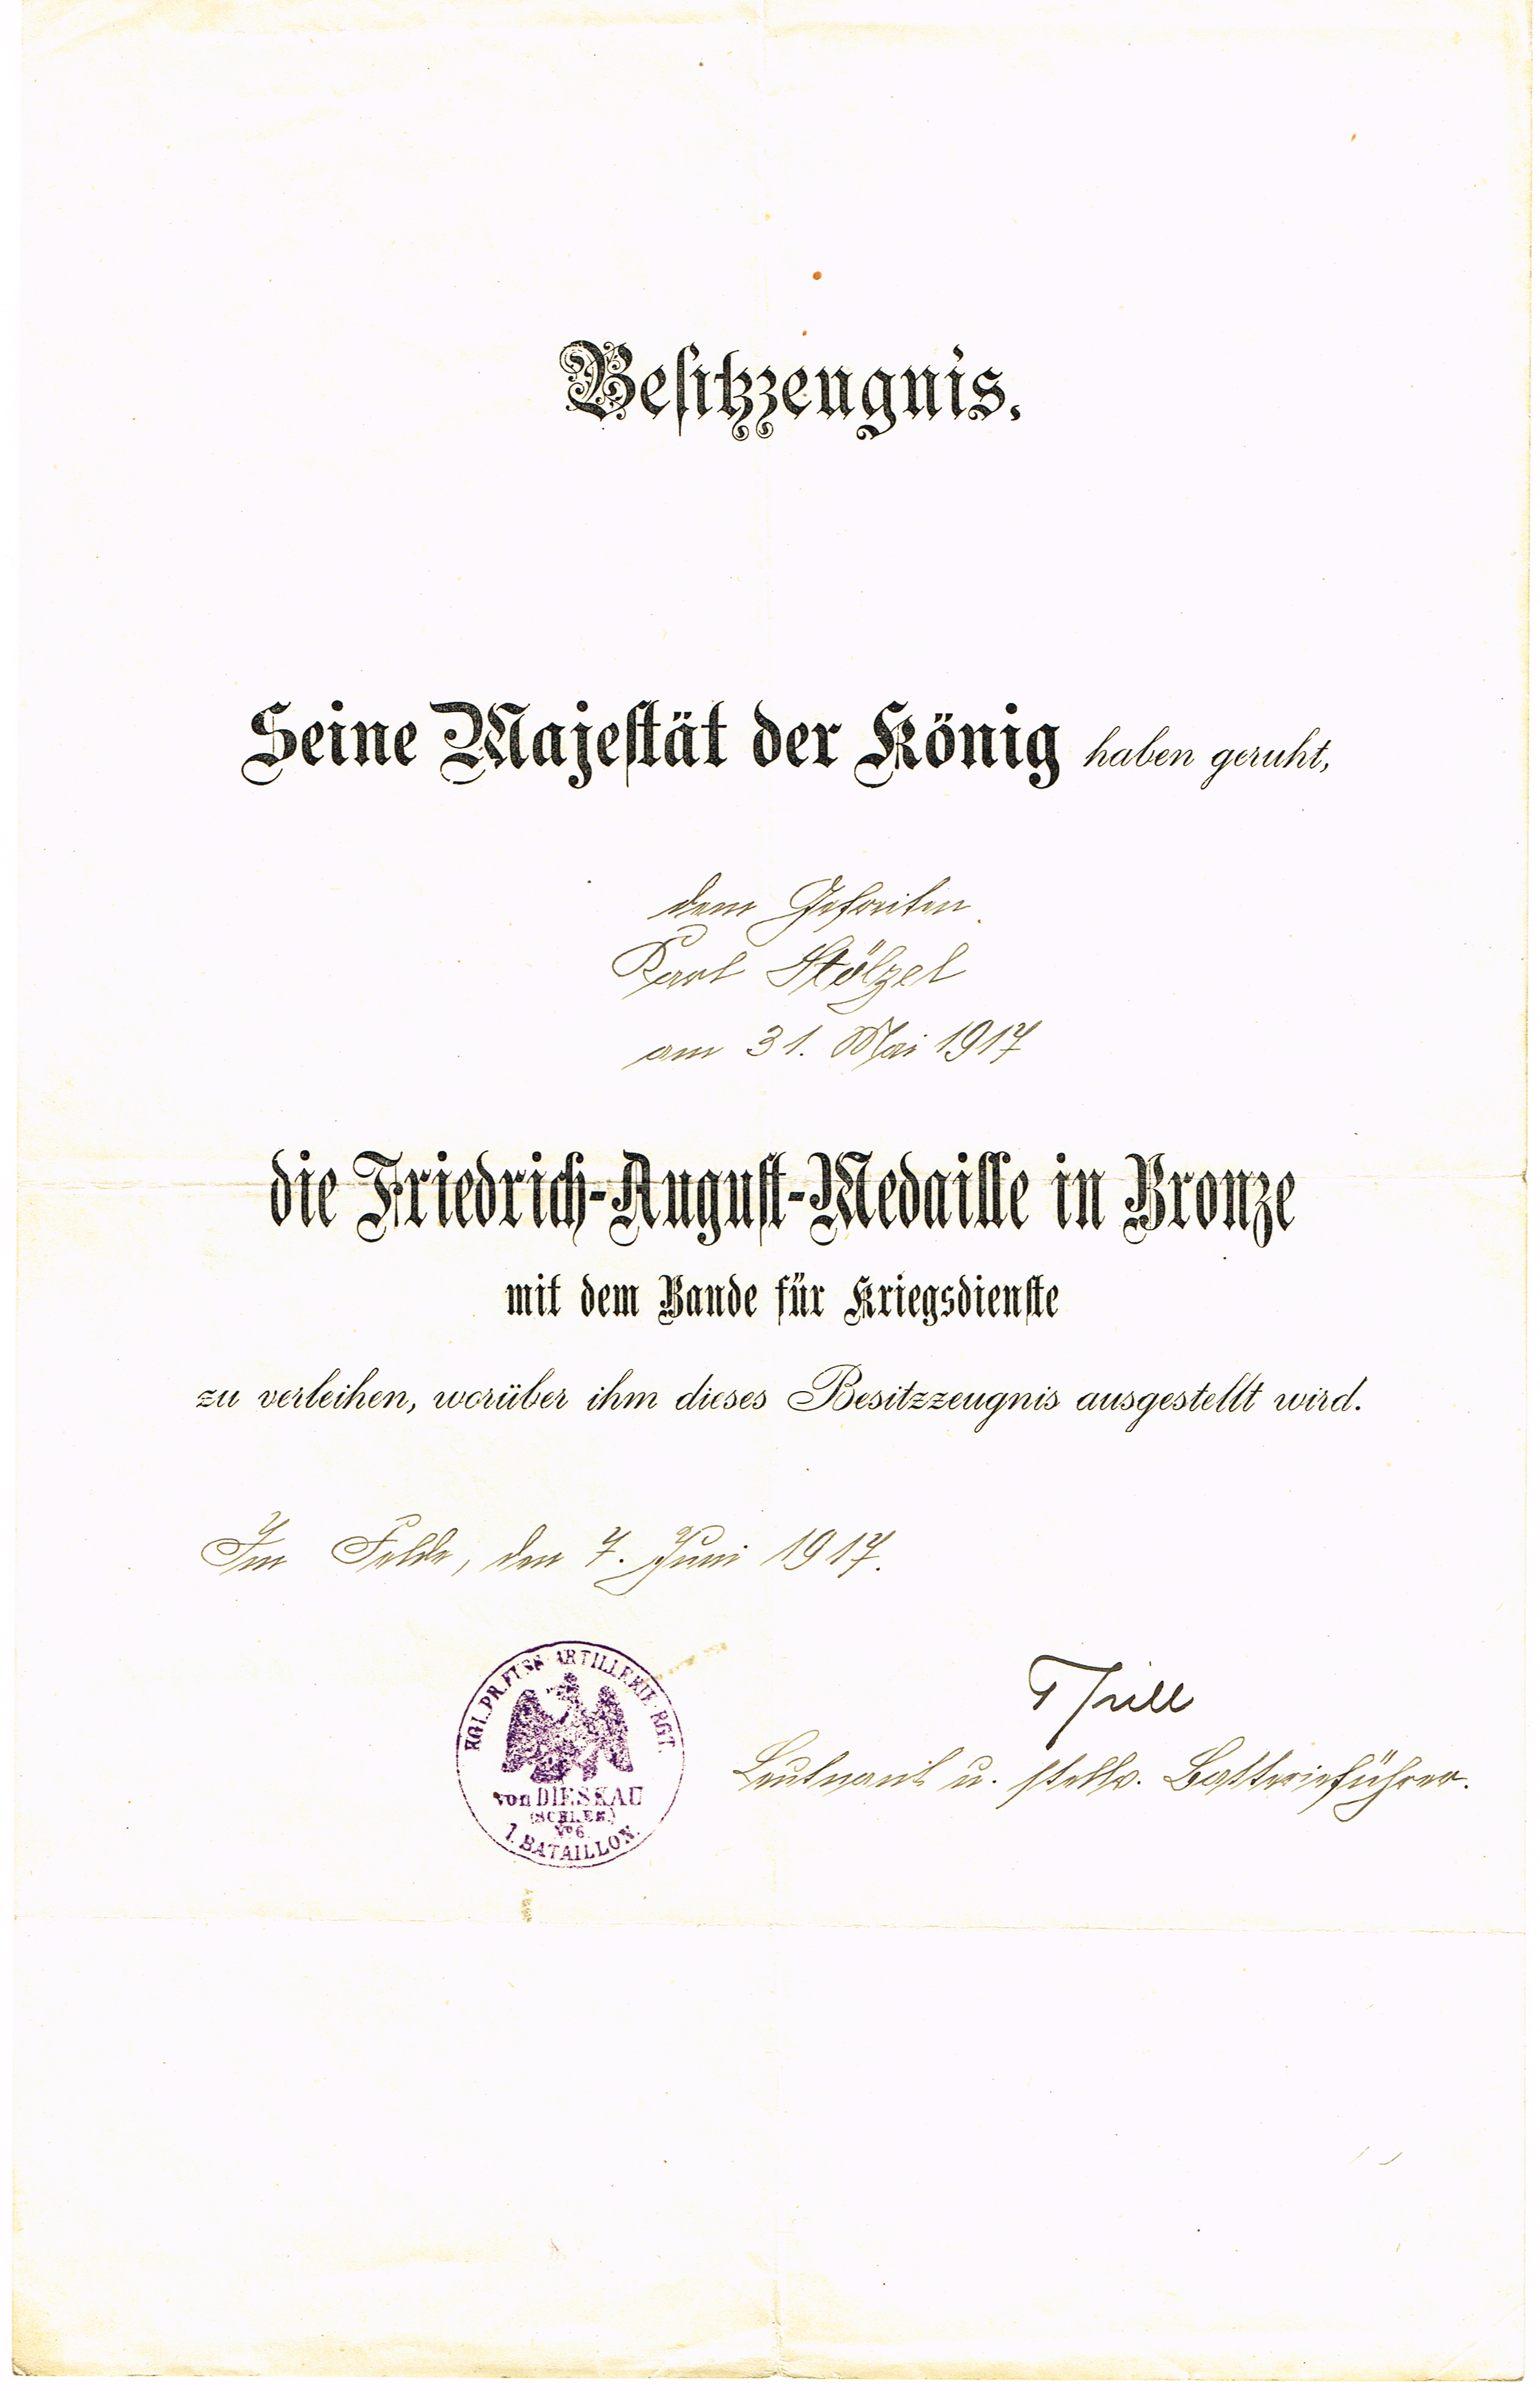 Besitzzeugnis.
Seine Majestät der König haben geruht,
dem Gefreiten
Karl Stölzel
am 31. Mai 1917
die Friedrich-August-Medaille in Bronze
mit dem Bande für Kriegsdienste
zu verleihen, worüber ihm dieses Besitzzeugnis ausgestellt wird.
Im Felde, den 7. Juni 1917.
KGL. PR. FUSS-ARTILLERIE-RGT.
von DIESKAU
(SCHLES.)
No 6
1. BATAILLON.
Leutnant u. stellv. Batterieführer.